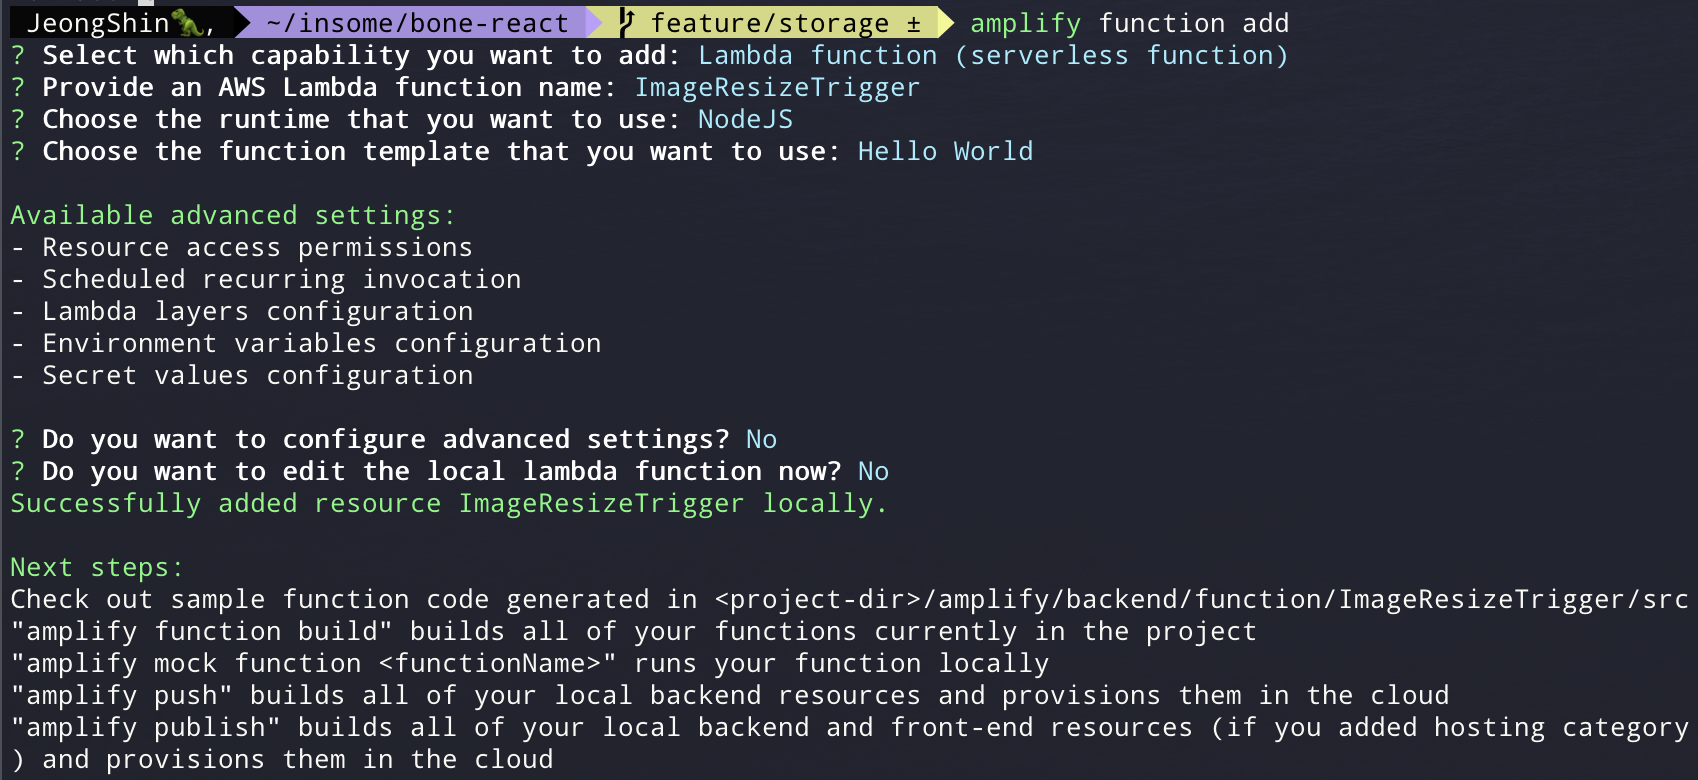 JeongShin🦖, ~/insome/bone-react feature/storage ± amplify function add
? Select which capability you want to add: Lambda function (serverless function)
? Provide an AWS Lambda function name: ImageResizeTrigger
? Choose the runtime that you want to use: NodeJS
? Choose the function template that you want to use: Hello World
Available advanced settings:
- Resource access permissions
- Scheduled recurring invocation
- Lambda layers configuration
- Environment variables configuration
- Secret values configuration
? Do you want to configure advanced settings? No
? Do you want to edit the local lambda function now? No
Successfully added resource ImageResizeTrigger locally.
Next steps:
Check out sample function code generated in <project-dir>/amplify/backend/function/ImageResizeTrigger/src
"amplify function build" builds all of your functions currently in the project
"amplify mock function <functionName>" runs your function locally
"amplify push" builds all of your local backend resources and provisions them in the cloud
"amplify publish" builds all of your local backend and front-end resources (if you added hosting category
) and provisions them in the cloud